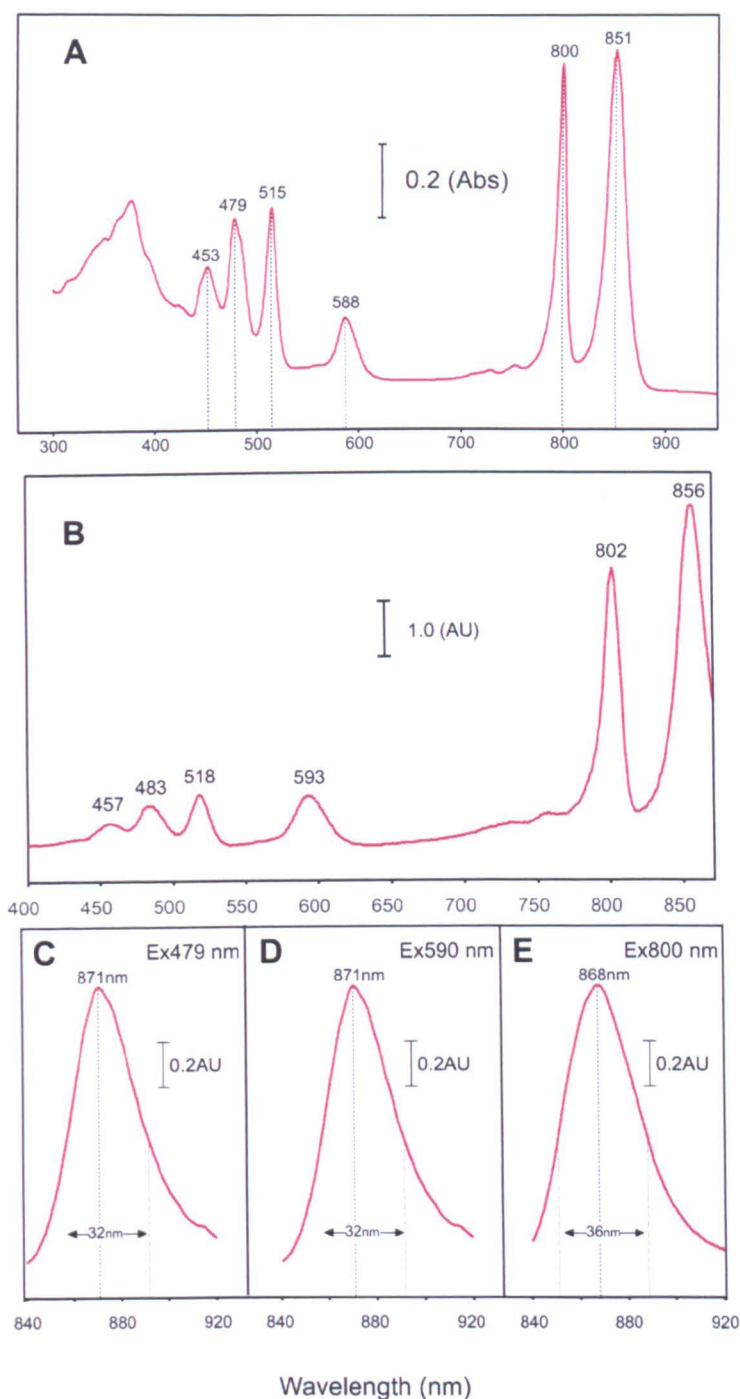 A
800
851
0.2 (Abs)
515
479
453
588
300 400 500 600 700 800 900
B
856
802
1.0 (AU)
457
483
518
593
400 450 500 550 600 650 700 750 800 850
C Ex479 nm
871nm
0.2AU
32nm
840 880 920
D Ex590 nm
871nm
0.2AU
32nm
840 880 920
E Ex800 nm
868nm
0.2AU
36nm
840 880 920
Wavelength (nm)